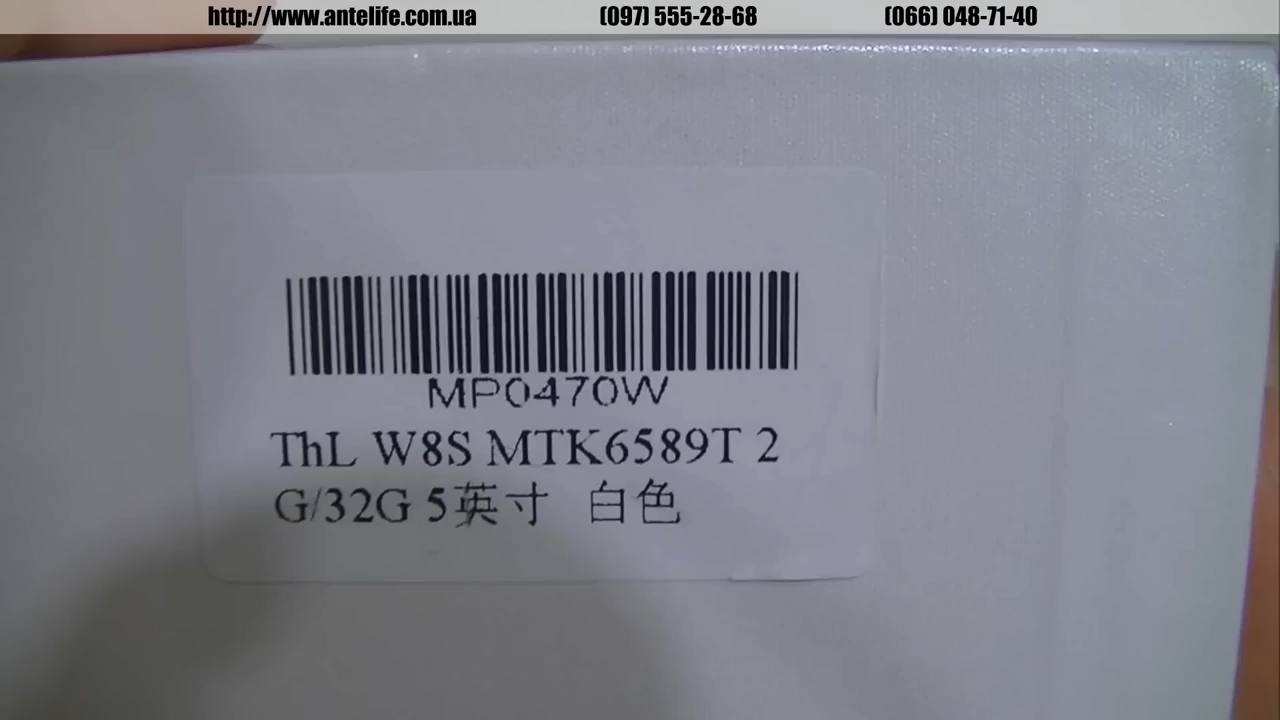 http://www.antelife.com.ua (097) 555-28-68 (066) 048-71-40
MP0470W
ThL W8S MTK6589T 2
G/32G 5英寸 白色